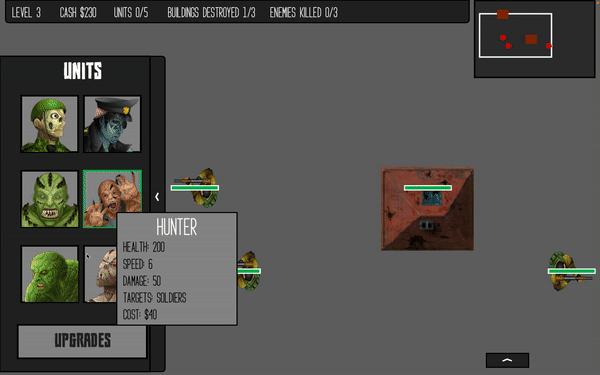 LEVEL 3 CASH $230 UNITS 0/5 BUILDINGS DESTROYED 1/3 ENEMIES KILLED 0/3
UNITS
HUNTER
HEALTH: 200
SPEED: 6
DAMAGE: 50
TARGETS: SOLDIERS
COST: $40
UPGRADES